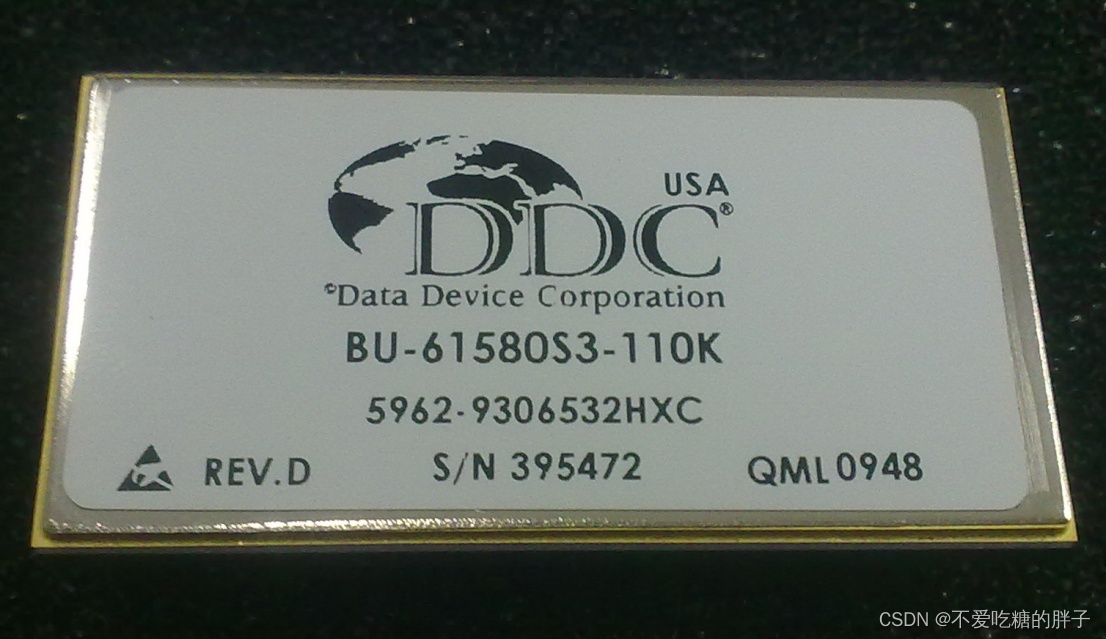 USA
DDC®
©Data Device Corporation
BU-61580S3-110K
5962-9306532HXC
REV.D S/N 395472 QML0948
CSDN @不爱吃糖的胖子